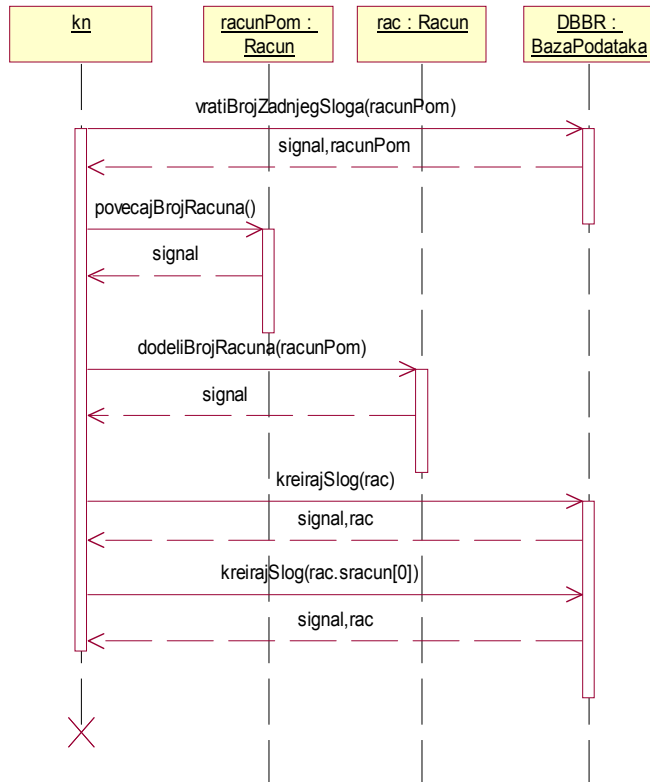 kn
racunPom :
Racun
rac : Racun
DBBR :
BazaPodataka
vratiBrojZadnjegSloga(racunPom)
signal,racunPom
povecajBrojRacuna()
signal
dodeliBrojRacuna(racunPom)
signal
kreirajSlog(rac)
signal,rac
kreirajSlog(rac.sracun[0])
signal,rac